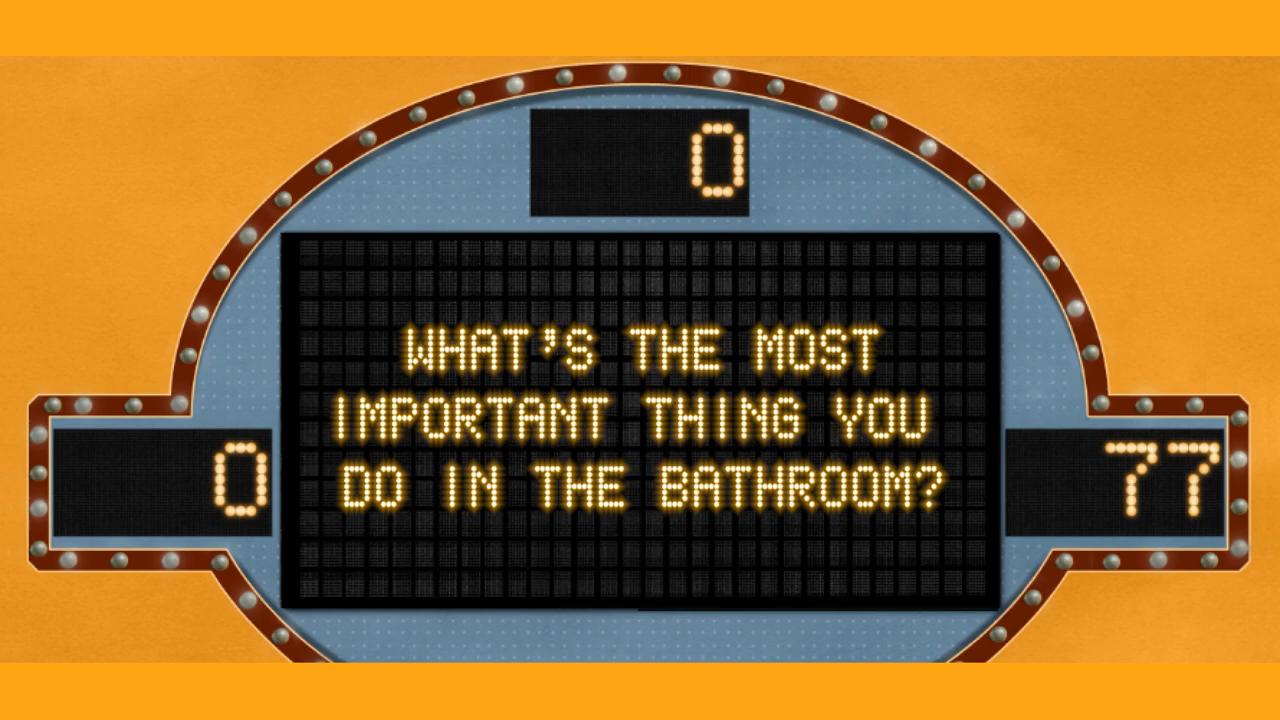 0
WHAT'S THE MOST
IMPORTANT THING YOU
DO IN THE BATHROOM?
0
77